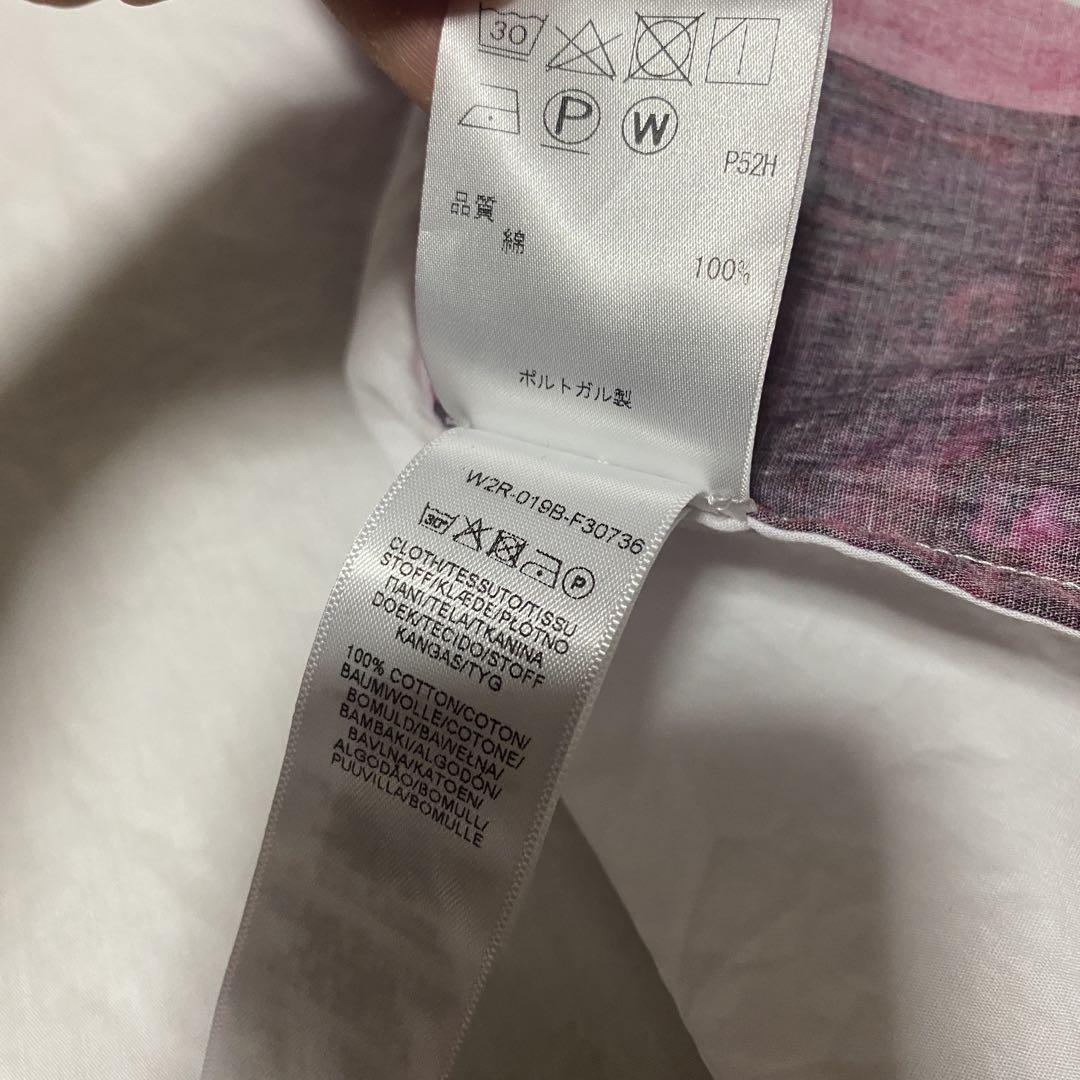 30
P W
P52H
品質
綿
100%
ポルトガル製
W2R-019B-F30736
30° P
CLOTH/TESSUTO/TISSU
STOFF/KLÆDE/PŁOTNO
ΠΑΝΙ/TELA/TKANINA
DOEK/TECIDO/STOFF
KANGAS/TYG
100% COTTON/COTON/
BAUMWOLLE/COTONE/
BOMULD/BAWEŁNA/
BAMBAKI/ALGODÓN/
BAVLNA/KATOEN/
ALGODÃO/BOMULL/
PUUVILLA/BOMULLE